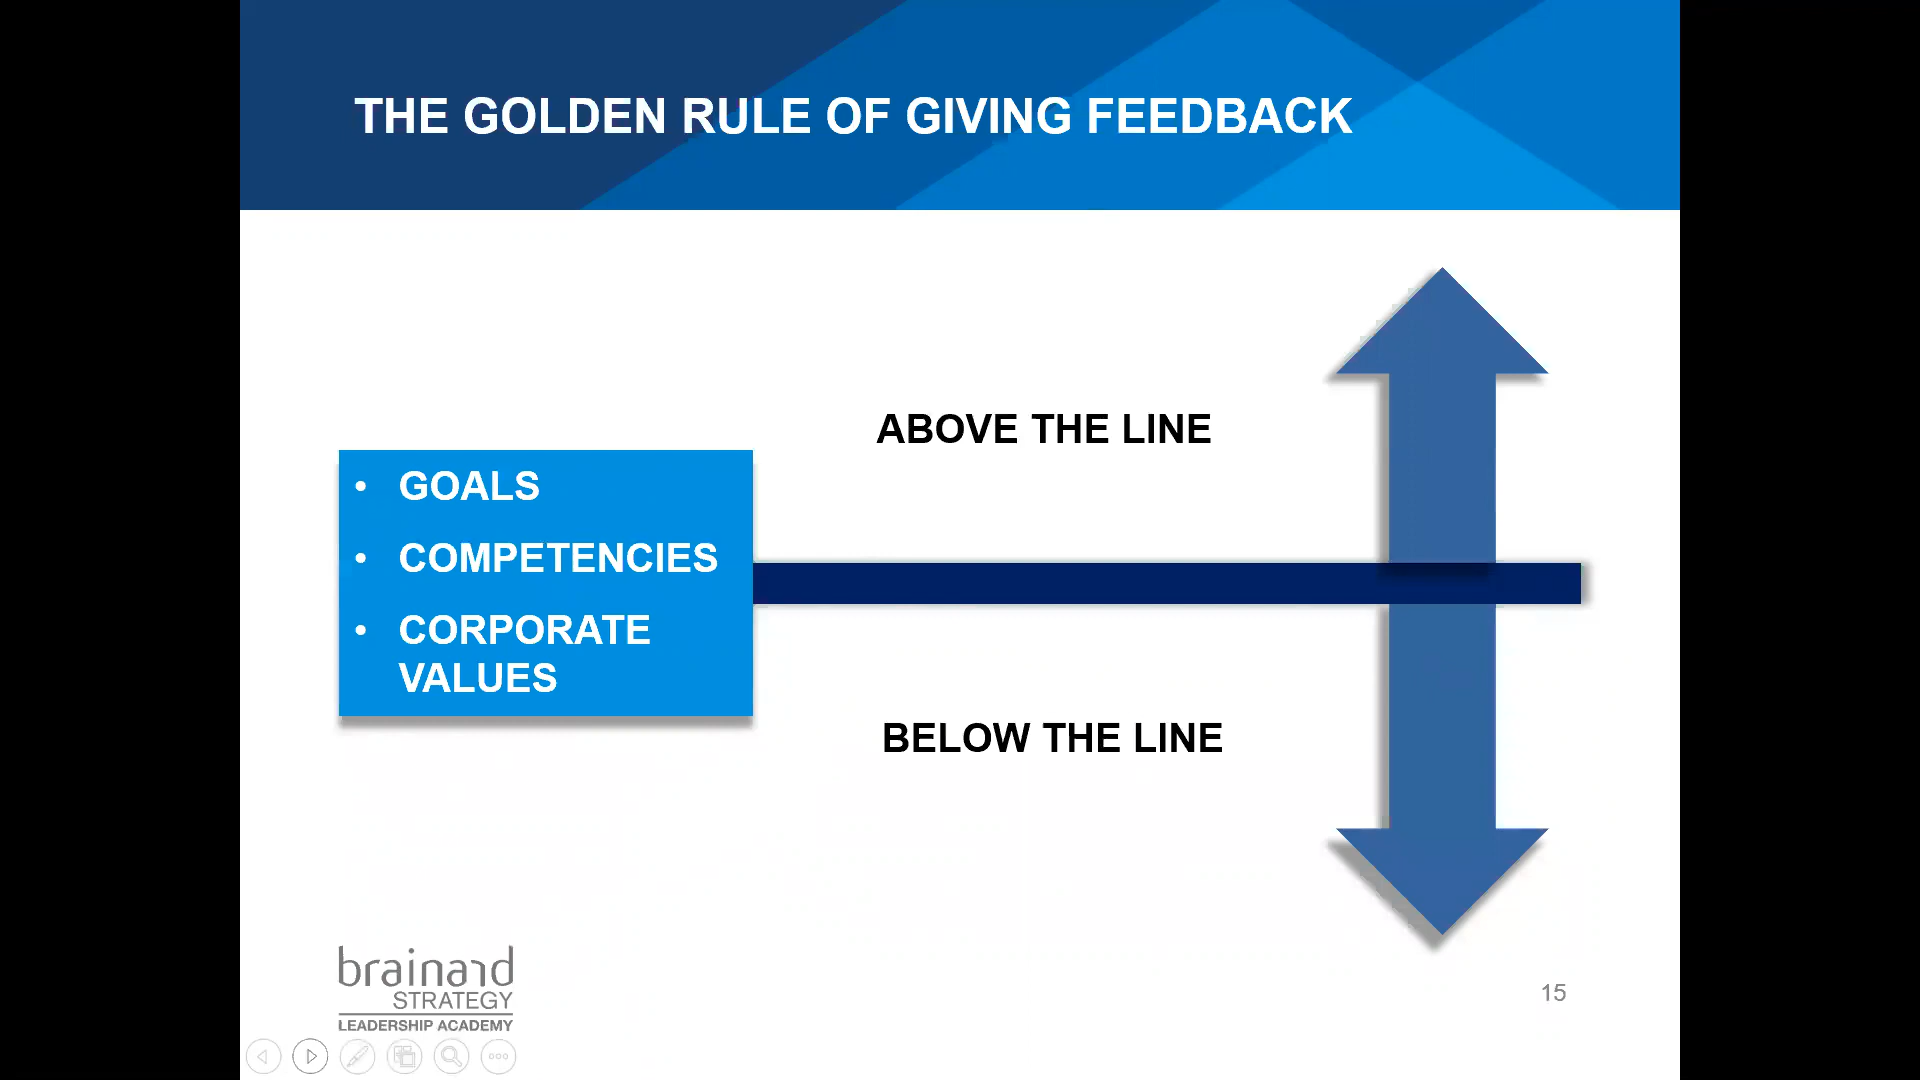 THE GOLDEN RULE OF GIVING FEEDBACK
ABOVE THE LINE
• GOALS
• COMPETENCIES
• CORPORATE
VALUES
BELOW THE LINE
brainard
STRATEGY
LEADERSHIP ACADEMY
15